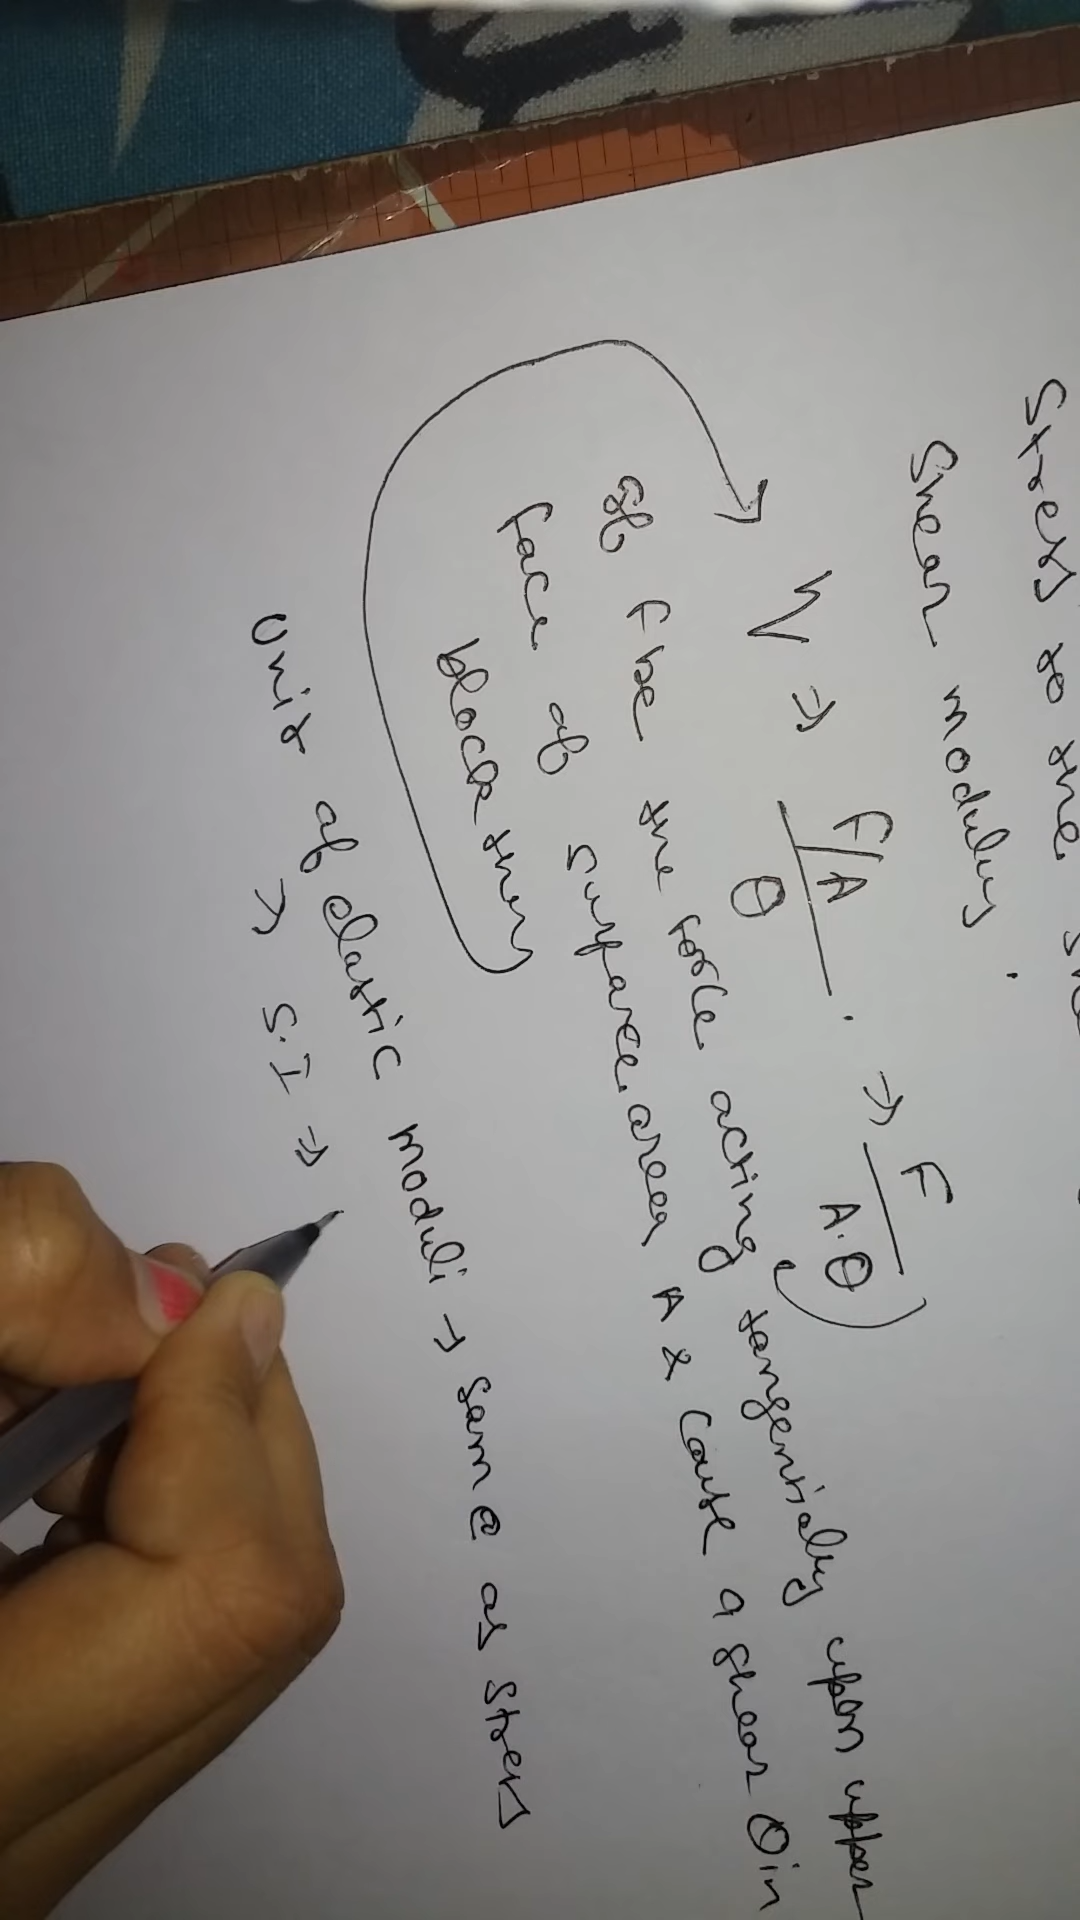 Stress to the
Shear modulus.
η ⇒ F/A / θ . ⇒ F / A.θ
If F be the force acting tangentially upon upper
face of surface area A & cause a shear θ in
block then
Unit of elastic moduli → same as stress
→ S.I ⇒